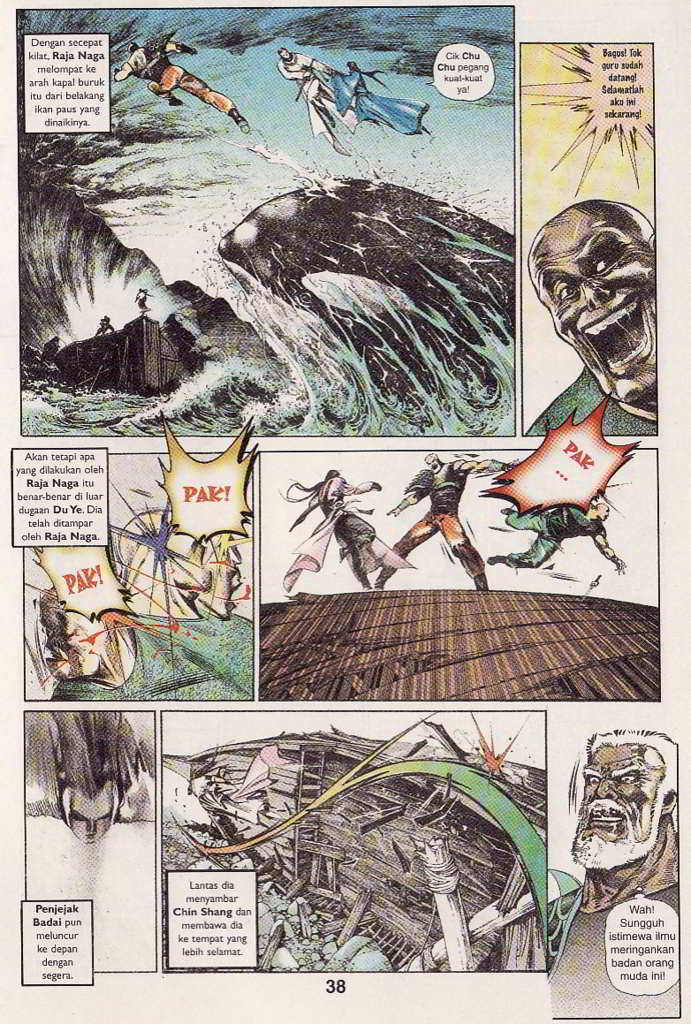 Dengan secepat
kilat, Raja Naga
melompat ke
arah kapal buruk
itu dari belakang
ikan paus yang
dinaikinya.
Cik Chu
Chu pegang
kuat-kuat
ya!
Bagus! Tok
guru sudah
datang!
Selamatlah
aku ini
sekarang!
Akan tetapi apa
yang dilakukan oleh
Raja Naga itu
benar-benar di luar
dugaan Du Ye. Dia
telah ditampar
oleh Raja Naga.
PAK!
PAK!
PAK
...
Penjejak
Badai pun
meluncur
ke depan
dengan
segera.
Lantas dia
menyambar
Chin Shang dan
membawa dia
ke tempat yang
lebih selamat.
Wah!
Sungguh
istimewa ilmu
meringankan
badan orang
muda ini!
38